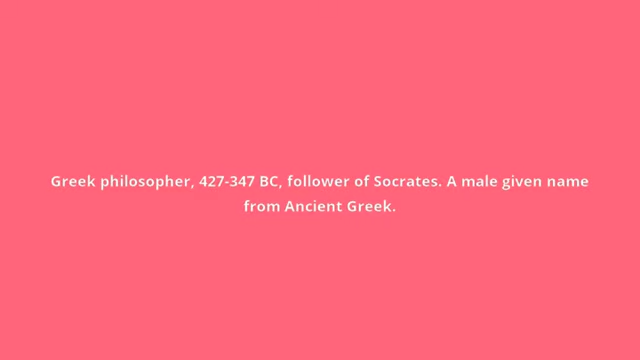 Greek philosopher, 427-347 BC, follower of Socrates. A male given name
from Ancient Greek.